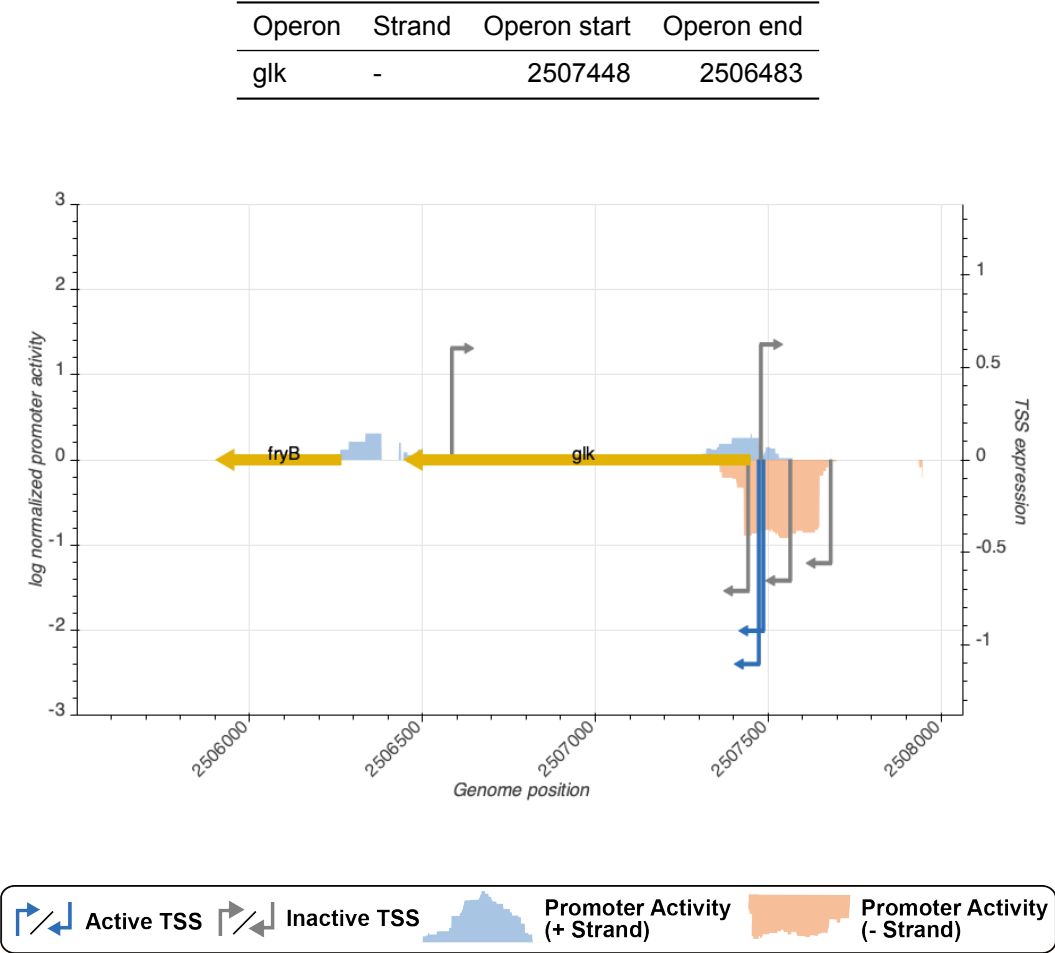 Operon Strand Operon start Operon end
glk - 2507448 2506483
3
2
1
0
-1
-2
-3
log normalized promoter activity
1
0.5
0
-0.5
-1
TSS expression
fryB
glk
2506000
2506500
2507000
2507500
2508000
Genome position
Active TSS
Inactive TSS
Promoter Activity
(+ Strand)
Promoter Activity
(- Strand)